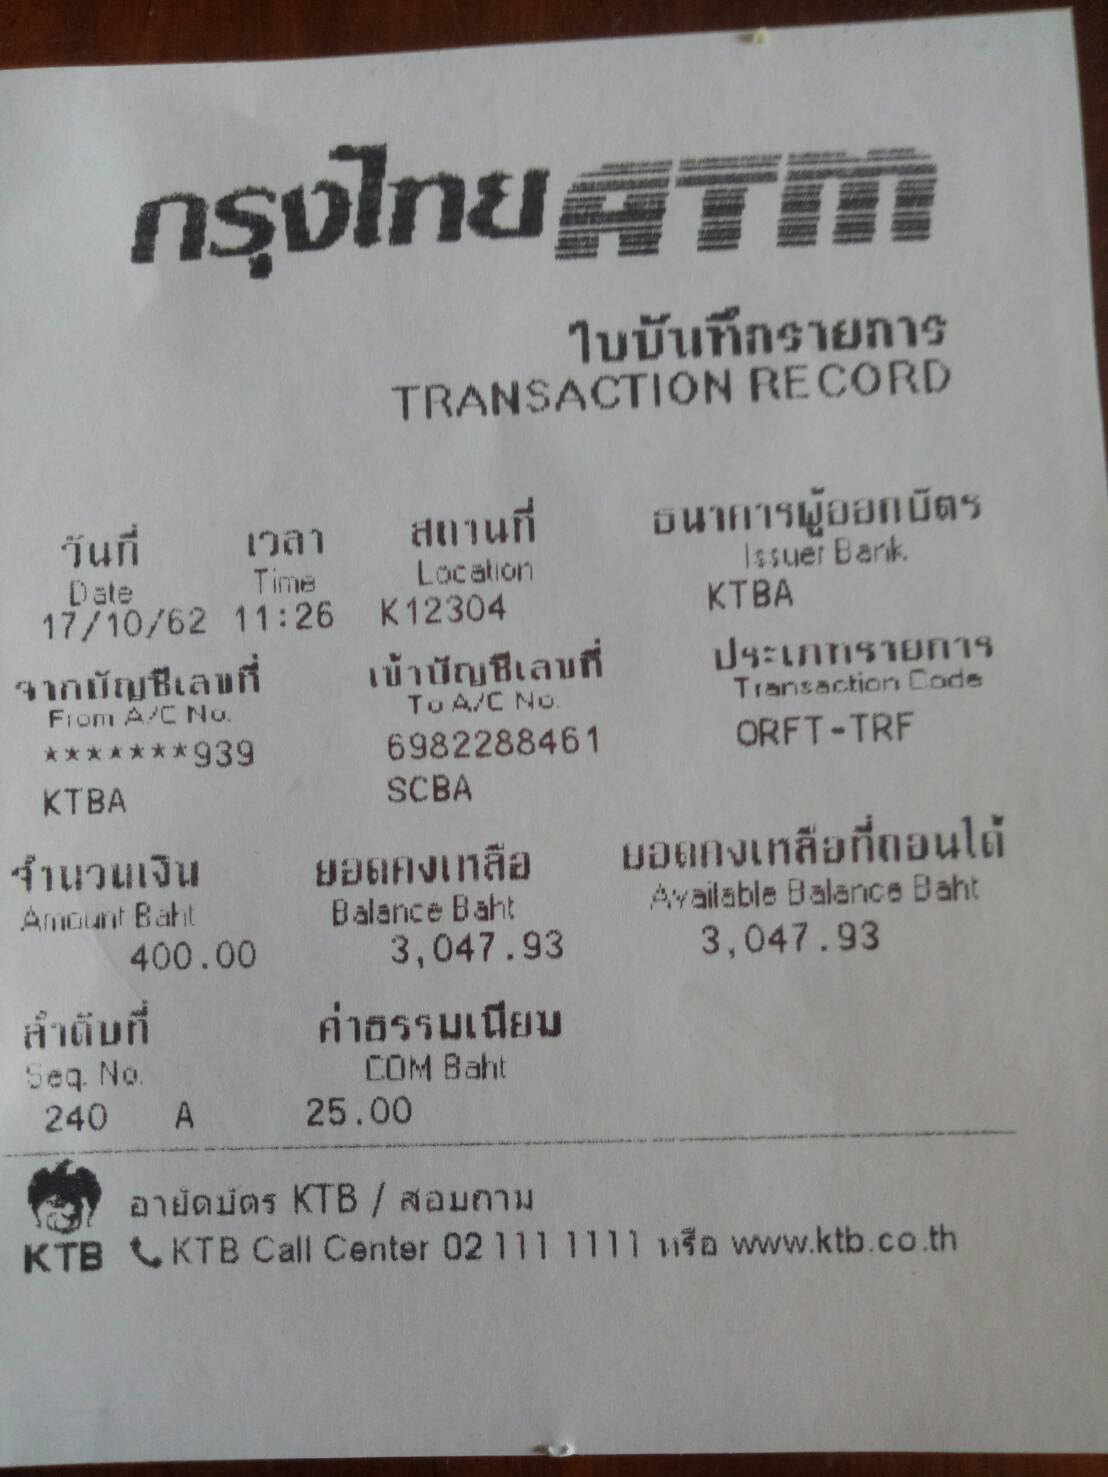 กรุงไทย ATM
ใบบันทึกรายการ
TRANSACTION RECORD
วันที่ เวลา สถานที่ ธนาคารผู้ออกบัตร
Date Time Location Issuer Bank.
17/10/62 11:26 K12304 KTBA
จากบัญชีเลขที่ เข้าบัญชีเลขที่ ประเภทรายการ
From A/C No. To A/C No. Transaction Code
*******939 6982288461 ORFT-TRF
KTBA SCBA
จำนวนเงิน ยอดคงเหลือ ยอดคงเหลือที่ถอนได้
Amount Baht Balance Baht Available Balance Baht
400.00 3,047.93 3,047.93
ลำดับที่ ค่าธรรมเนียม
Seq. No. COM Baht
240 A 25.00
อายัดบัตร KTB / สอบถาม
KTB KTB Call Center 02 111 1111 หรือ www.ktb.co.th